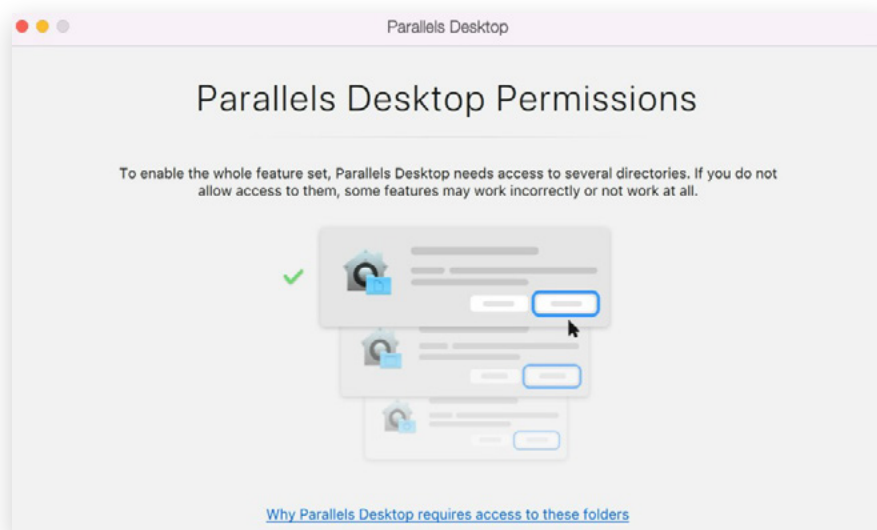 Parallels Desktop
Parallels Desktop Permissions
To enable the whole feature set, Parallels Desktop needs access to several directories. If you do not
allow access to them, some features may work incorrectly or not work at all.
Why Parallels Desktop requires access to these folders